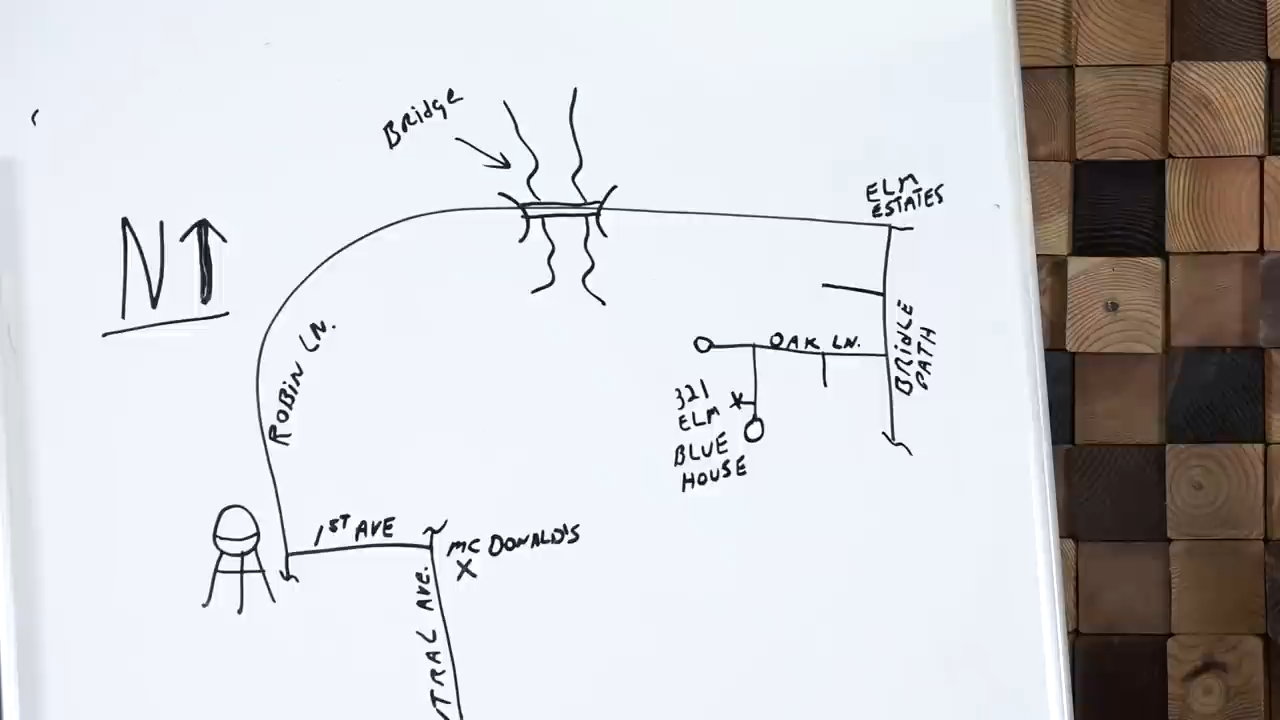 Bridge
ELM
ESTATES
N
ROBIN LN.
OAK LN.
BRIDLE
PATH
321
ELM
BLUE
HOUSE
1ST AVE
MC DONALD'S
X
TRAL AVE.